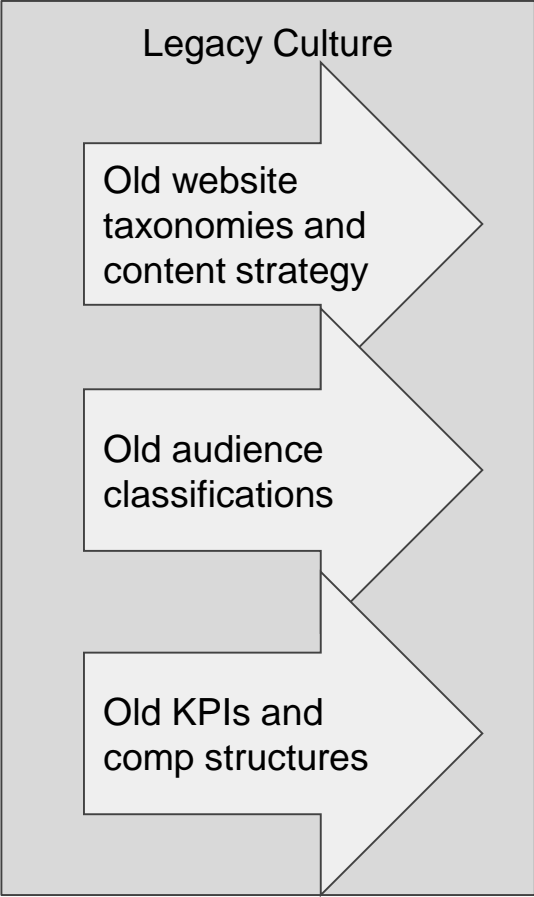 Legacy Culture
Old website
taxonomies and
content strategy
Old audience
classifications
Old KPIs and
comp structures